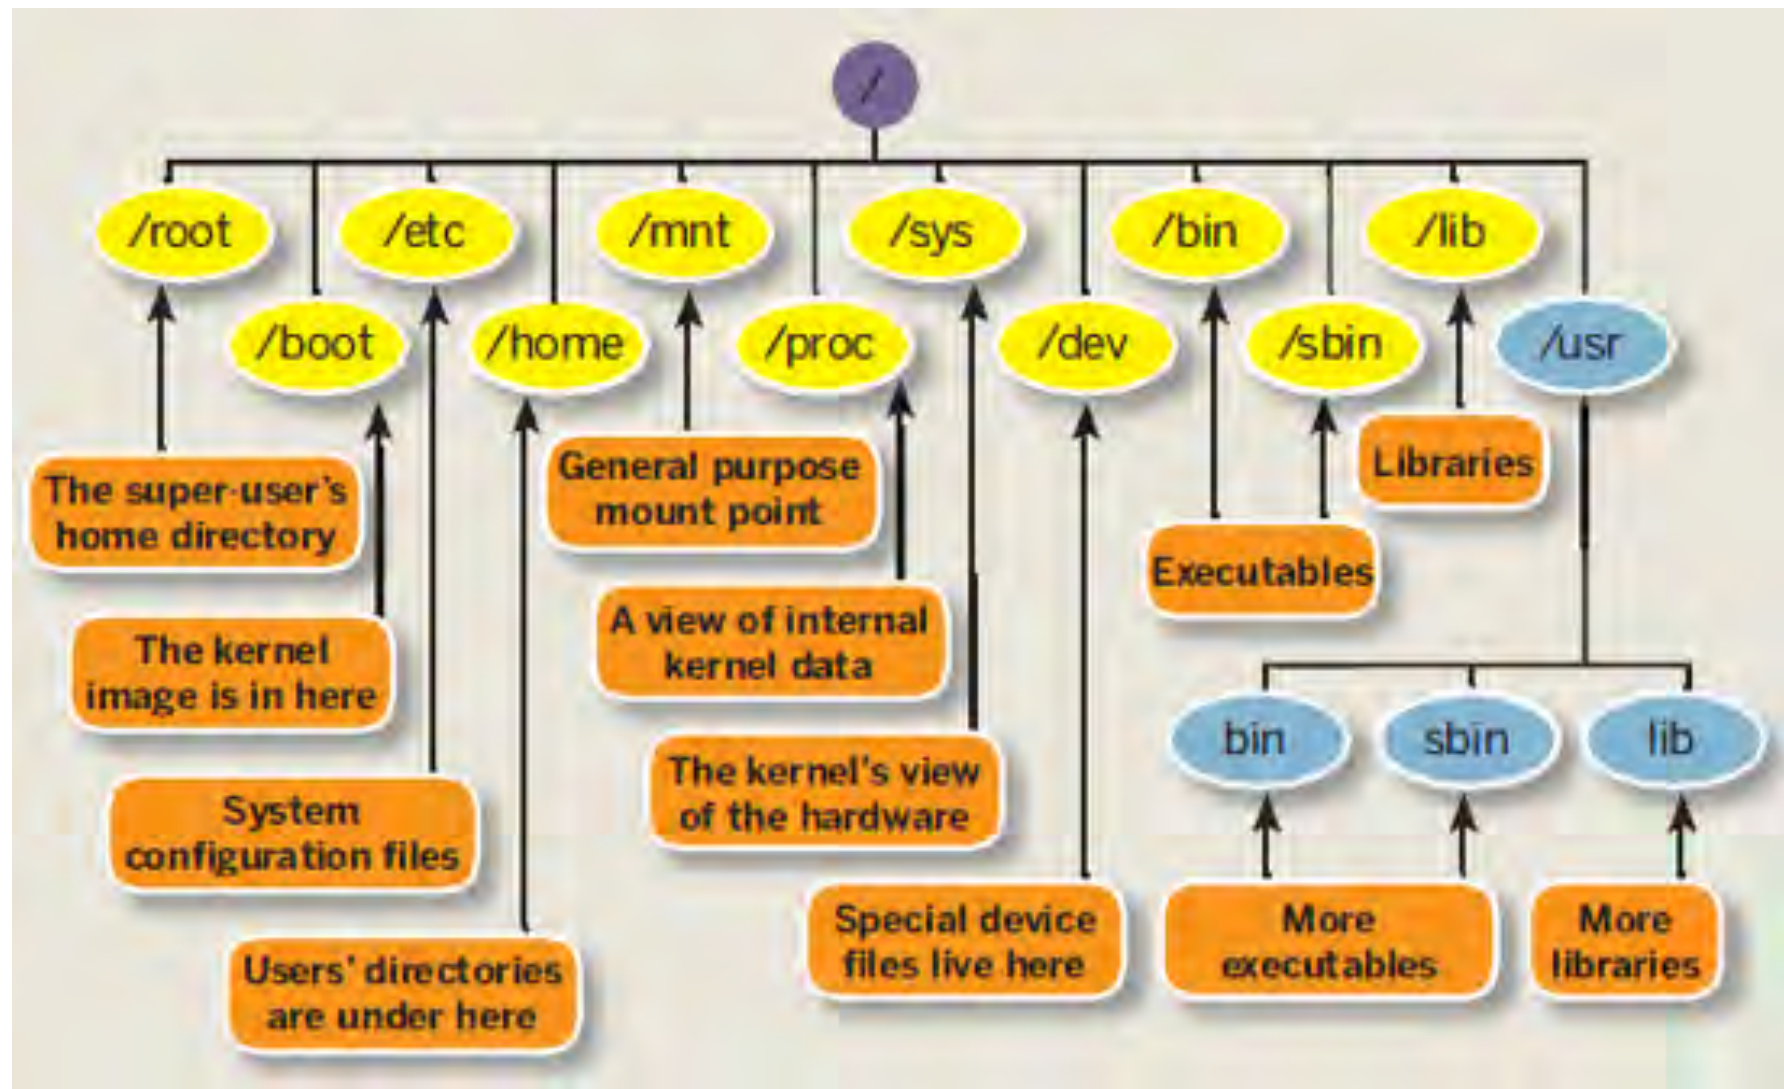 /
/root
/etc
/mnt
/sys
/bin
/lib
/boot
/home
/proc
/dev
/sbin
/usr
The super-user's
home directory
General purpose
mount point
Libraries
Executables
The kernel
image is in here
A view of internal
kernel data
bin
sbin
lib
The kernel's view
of the hardware
System
configuration files
Special device
files live here
More
executables
More
libraries
Users' directories
are under here